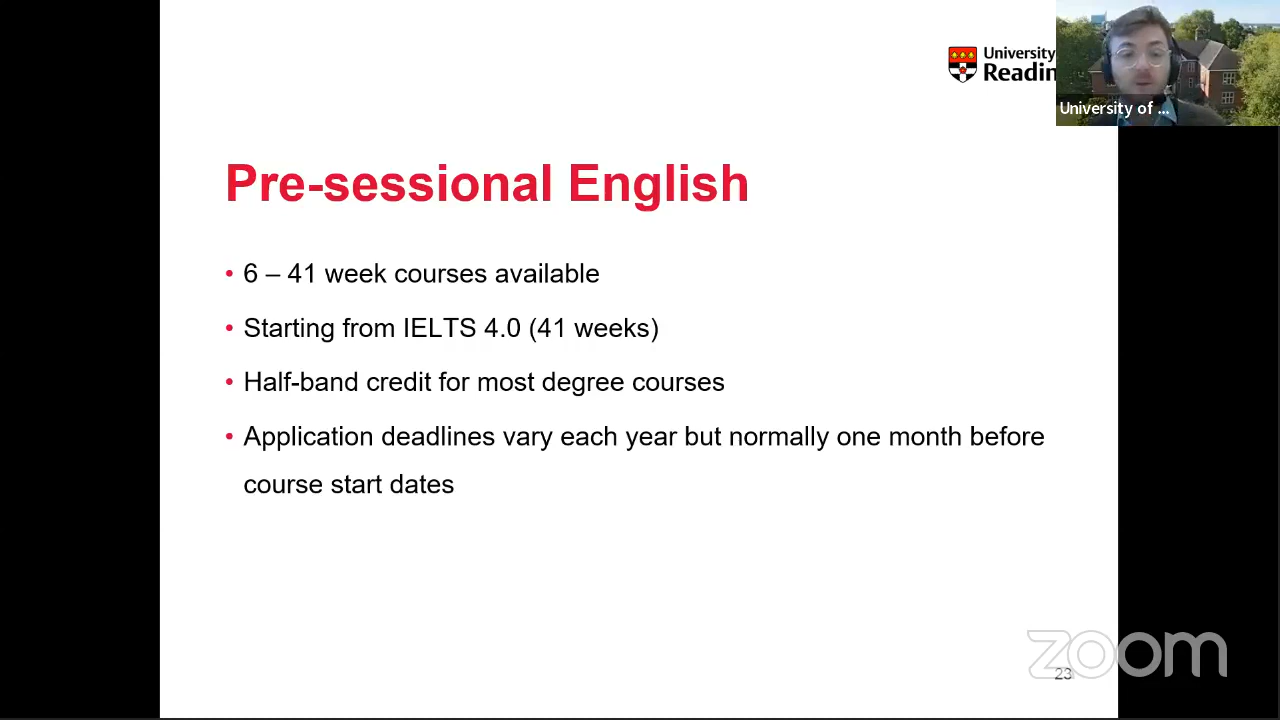 University
Readin
University of ...
Pre-sessional English
• 6 – 41 week courses available
• Starting from IELTS 4.0 (41 weeks)
• Half-band credit for most degree courses
• Application deadlines vary each year but normally one month before
course start dates
zoom
23